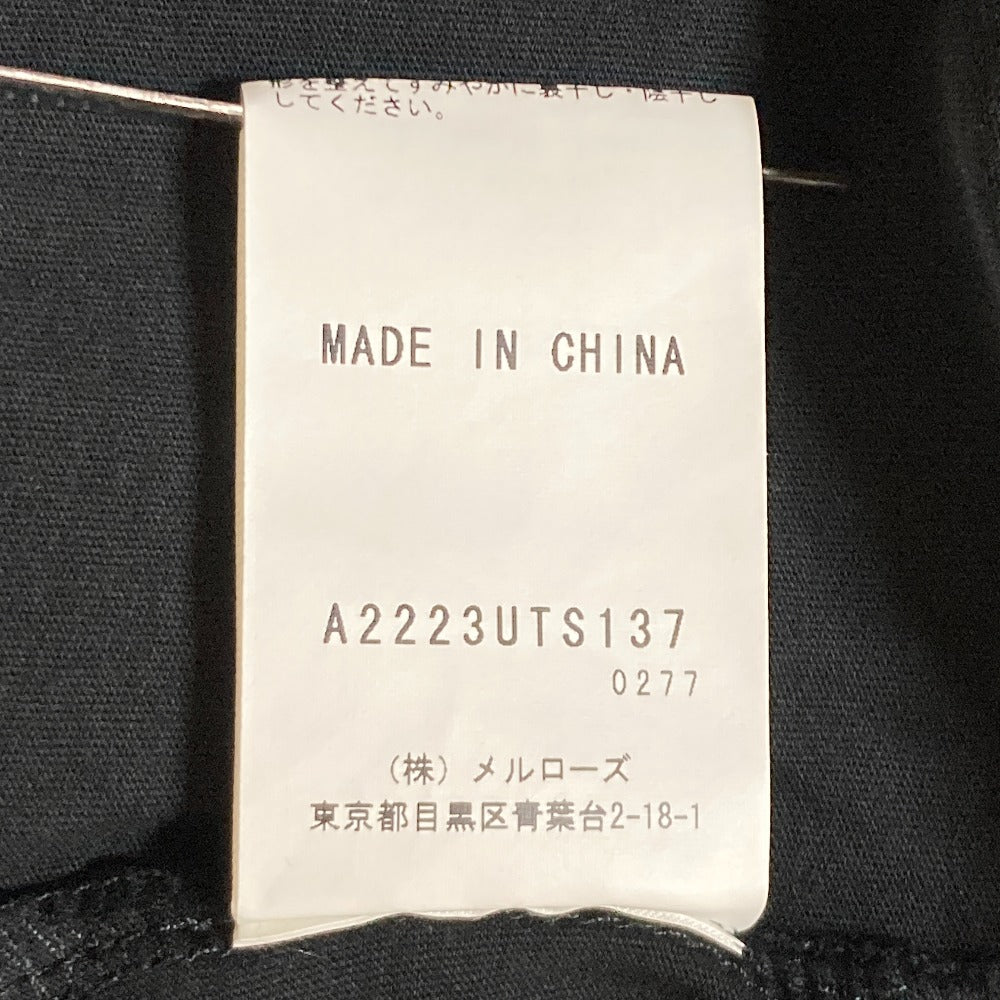 形を整えてすみやかに裏干し・陰干し
してください。
MADE IN CHINA
A2223UTS137
0277
(株) メルローズ
東京都目黒区青葉台2-18-1